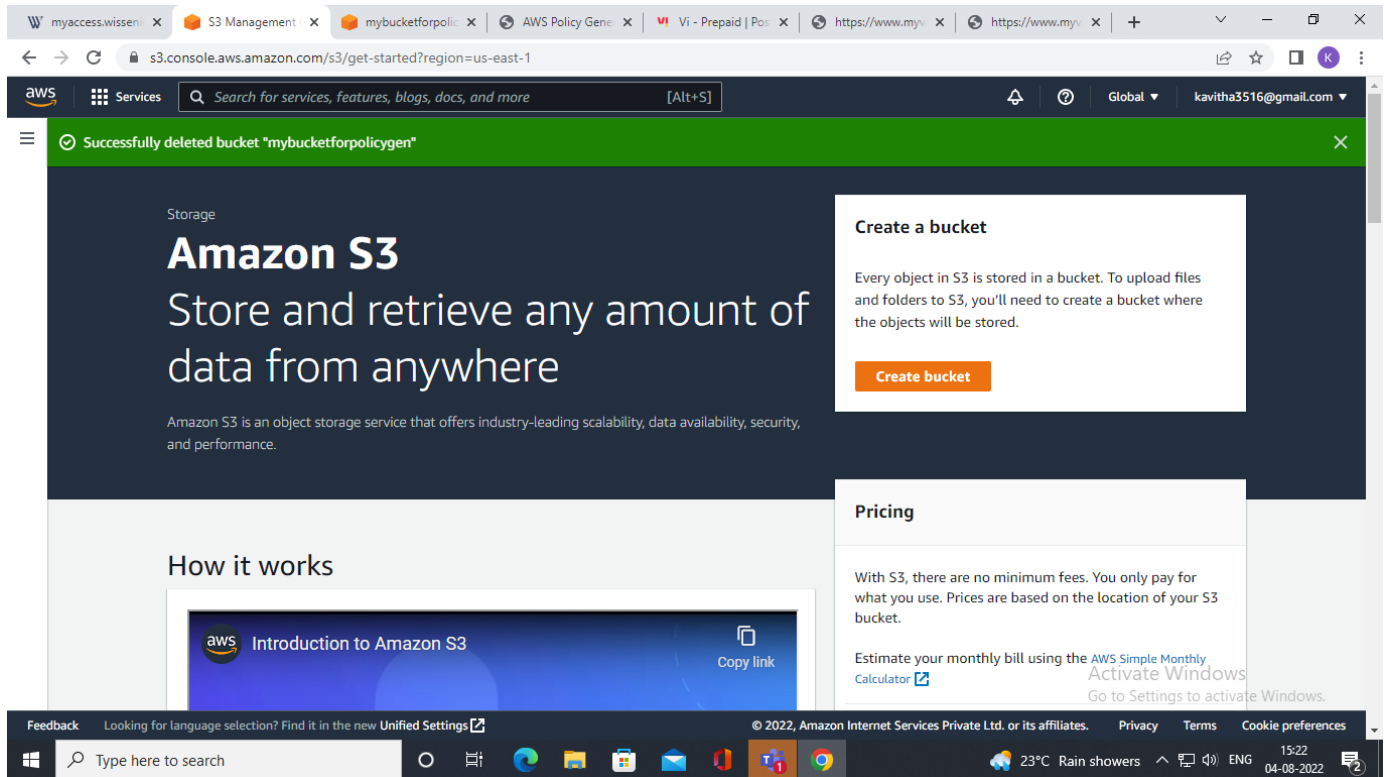 myaccess.wisseni
S3 Management
mybucketforpolic
AWS Policy Gene
Vi - Prepaid | Pos
https://www.myv
https://www.myv
s3.console.aws.amazon.com/s3/get-started?region=us-east-1
K
aws
Services
Search for services, features, blogs, docs, and more
[Alt+S]
Global
kavitha3516@gmail.com
Successfully deleted bucket "mybucketforpolicygen"
Storage
Amazon S3
Store and retrieve any amount of
data from anywhere
Amazon S3 is an object storage service that offers industry-leading scalability, data availability, security,
and performance.
Create a bucket
Every object in S3 is stored in a bucket. To upload files
and folders to S3, you'll need to create a bucket where
the objects will be stored.
Create bucket
How it works
aws
Introduction to Amazon S3
Copy link
Pricing
With S3, there are no minimum fees. You only pay for
what you use. Prices are based on the location of your S3
bucket.
Estimate your monthly bill using the AWS Simple Monthly
Calculator
Activate Windows
Go to Settings to activate Windows.
Feedback
Looking for language selection? Find it in the new Unified Settings
© 2022, Amazon Internet Services Private Ltd. or its affiliates.
Privacy
Terms
Cookie preferences
Type here to search
1
23°C Rain showers
ENG
15:22
04-08-2022
2